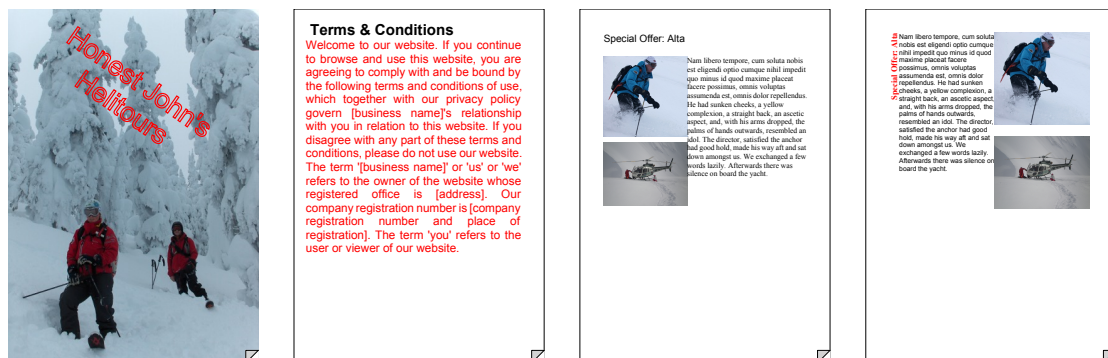 Honest John's
Helitours
Terms & Conditions
Welcome to our website. If you continue
to browse and use this website, you are
agreeing to comply with and be bound by
the following terms and conditions of use,
which together with our privacy policy
govern [business name]'s relationship
with you in relation to this website. If you
disagree with any part of these terms and
conditions, please do not use our website.
The term '[business name]' or 'us' or 'we'
refers to the owner of the website whose
registered office is [address]. Our
company registration number is [company
registration number and place of
registration]. The term 'you' refers to the
user or viewer of our website.
Special Offer: Alta
Nam libero tempore, cum soluta nobis
est eligendi optio cumque nihil impedit
quo minus id quod maxime placeat
facere possimus, omnis voluptas
assumenda est, omnis dolor repellendus.
He had sunken cheeks, a yellow
complexion, a straight back, an ascetic
aspect, and, with his arms dropped, the
palms of hands outwards, resembled an
idol. The director, satisfied the anchor
had good hold, made his way aft and sat
down amongst us. We exchanged a few
words lazily. Afterwards there was
silence on board the yacht.
Special Offer: Alta
Nam libero tempore, cum soluta
nobis est eligendi optio cumque
nihil impedit quo minus id quod
maxime placeat facere
possimus, omnis voluptas
assumenda est, omnis dolor
repellendus. He had sunken
cheeks, a yellow complexion, a
straight back, an ascetic aspect,
and, with his arms dropped, the
palms of hands outwards,
resembled an idol. The director,
satisfied the anchor had good
hold, made his way aft and sat
down amongst us. We
exchanged a few words lazily.
Afterwards there was silence on
board the yacht.